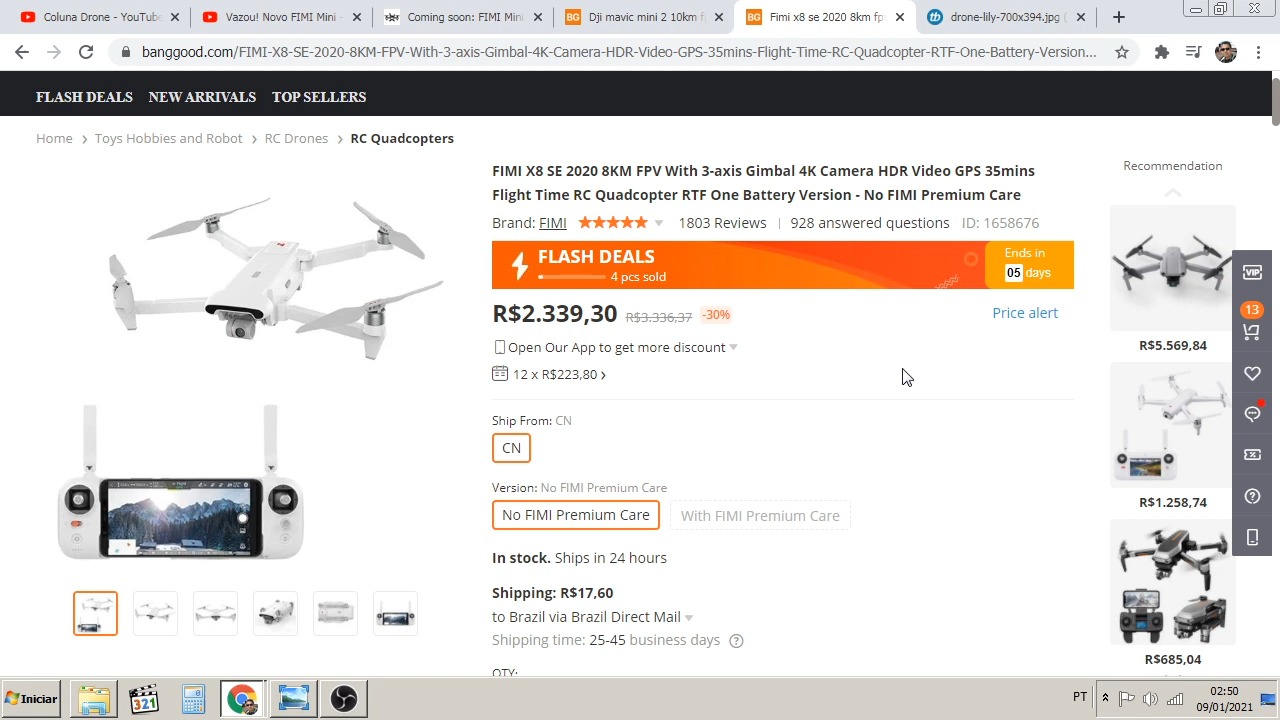 Coluna Drone - YouTube
Vazou! Novo FIMI Mini -
Coming soon: FIMI Mini
Dji mavic mini 2 10km f
Fimi x8 se 2020 8km fp
drone-lily-700x394.jpg (
banggood.com/FIMI-X8-SE-2020-8KM-FPV-With-3-axis-Gimbal-4K-Camera-HDR-Video-GPS-35mins-Flight-Time-RC-Quadcopter-RTF-One-Battery-Version...
FLASH DEALS NEW ARRIVALS TOP SELLERS
Home > Toys Hobbies and Robot > RC Drones > RC Quadcopters
FIMI X8 SE 2020 8KM FPV With 3-axis Gimbal 4K Camera HDR Video GPS 35mins
Flight Time RC Quadcopter RTF One Battery Version - No FIMI Premium Care
Brand: FIMI 1803 Reviews | 928 answered questions ID: 1658676
FLASH DEALS
4 pcs sold
Ends in
05 days
R$2.339,30 R$3.336,37 -30% Price alert
Open Our App to get more discount
12 x R$223,80 ›
Ship From: CN
CN
Version: No FIMI Premium Care
No FIMI Premium Care With FIMI Premium Care
In stock. Ships in 24 hours
Shipping: R$17,60
to Brazil via Brazil Direct Mail
Shipping time: 25-45 business days ?
QTY:
Recommendation
R$5.569,84
R$1.258,74
R$685,04
VIP
13
Iniciar
321
PT
02:50
09/01/2021